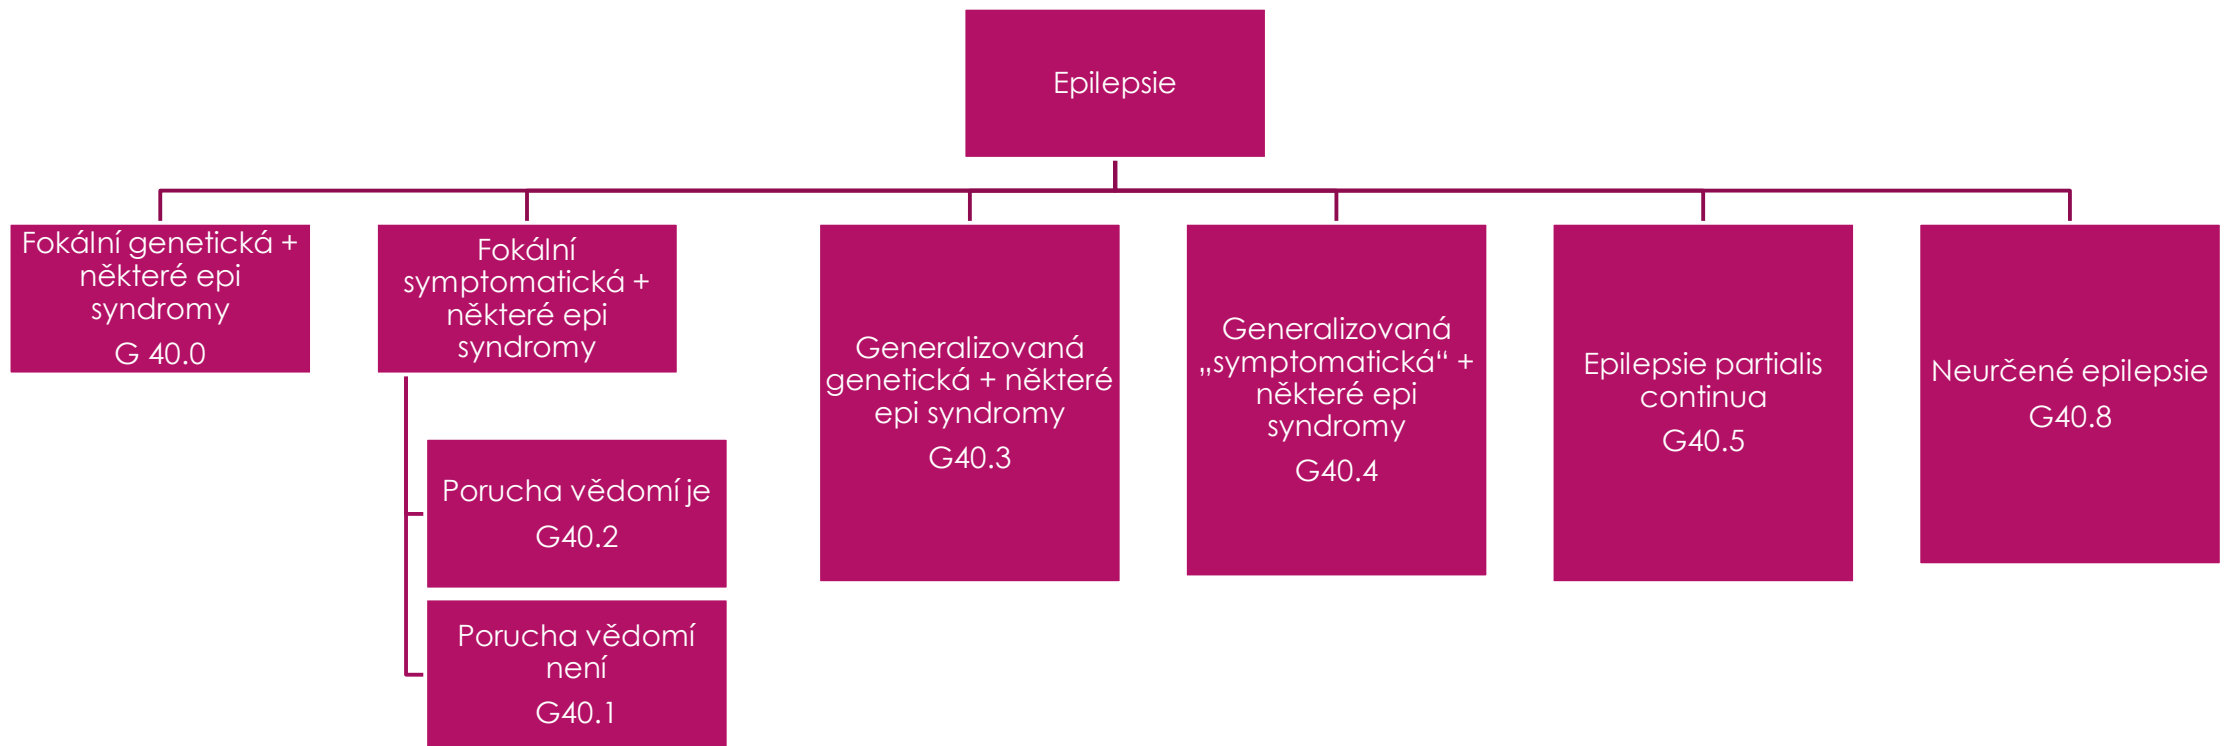 Epilepsie
Fokální genetická +
některé epi
syndromy
G 40.0
Fokální
symptomatická +
některé epi
syndromy
Porucha vědomí je
G40.2
Porucha vědomí
není
G40.1
Generalizovaná
genetická + některé
epi syndromy
G40.3
Generalizovaná
„symptomatická“ +
některé epi
syndromy
G40.4
Epilepsie partialis
continua
G40.5
Neurčené epilepsie
G40.8